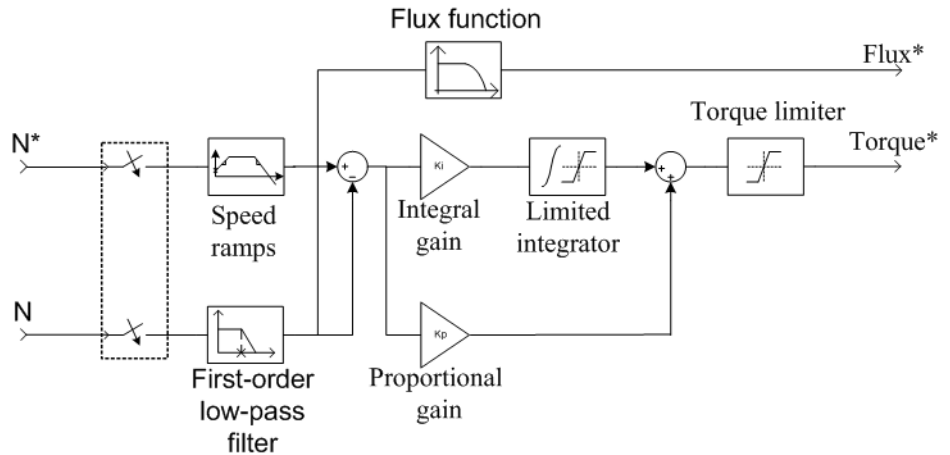 Flux function
Flux*
N*
Torque limiter
Torque*
+
−
Ki
+
+
Speed
ramps
Integral
gain
Limited
integrator
N
Kp
First-order
low-pass
filter
Proportional
gain